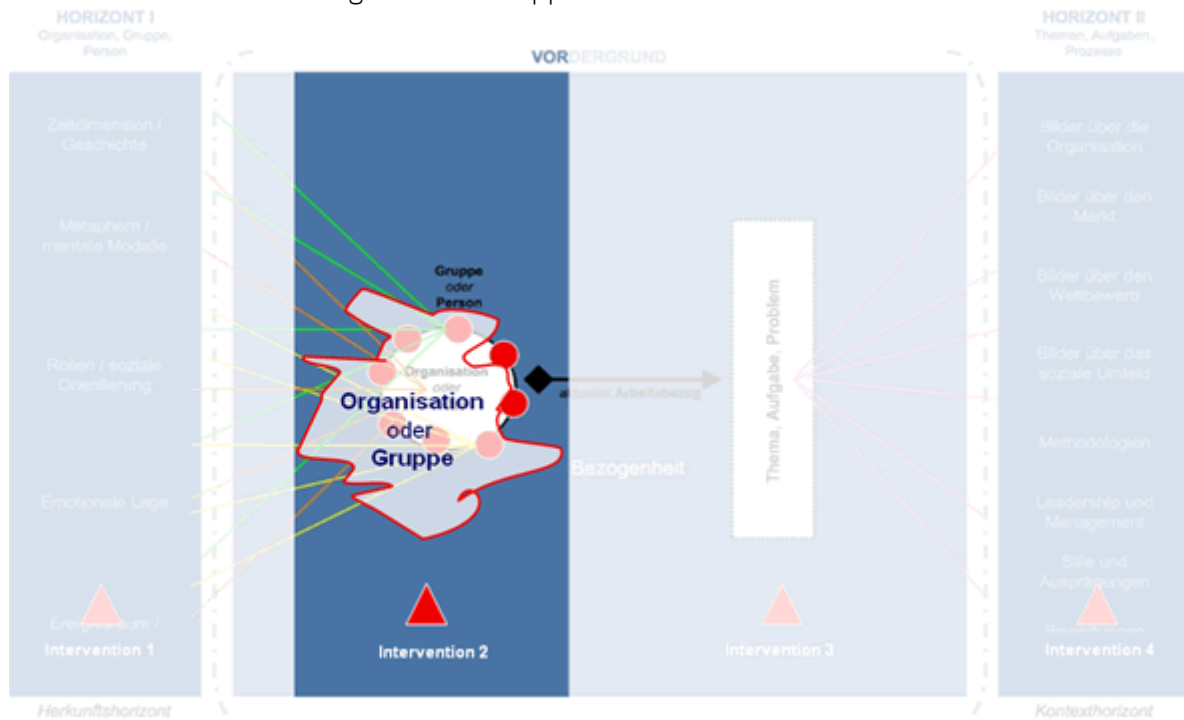 HORIZONT I
Organisation, Gruppe,
Person
Zeitdimension /
Geschichte
Metaphern /
mentale Modelle
Rollen / soziale
Orientierung
Emotionale Lage
Ereignisraum /
Intervention 1
Herkunftshorizont
VORDERGRUND
Gruppe
oder
Person
Organisation
oder
Organisation
oder
Gruppe
Intervention 2
aktueller Arbeitsbezug
Bezogenheit
Thema, Aufgabe, Problem
Intervention 3
HORIZONT II
Themen, Aufgaben,
Prozesse
Bilder über die
Organisation
Bilder über den
Markt
Bilder über den
Wettbewerb
Bilder über das
soziale Umfeld
Methodologien
Leadership und
Management
Stile und
Ausprägungen
Intervention 4
Kontexthorizont